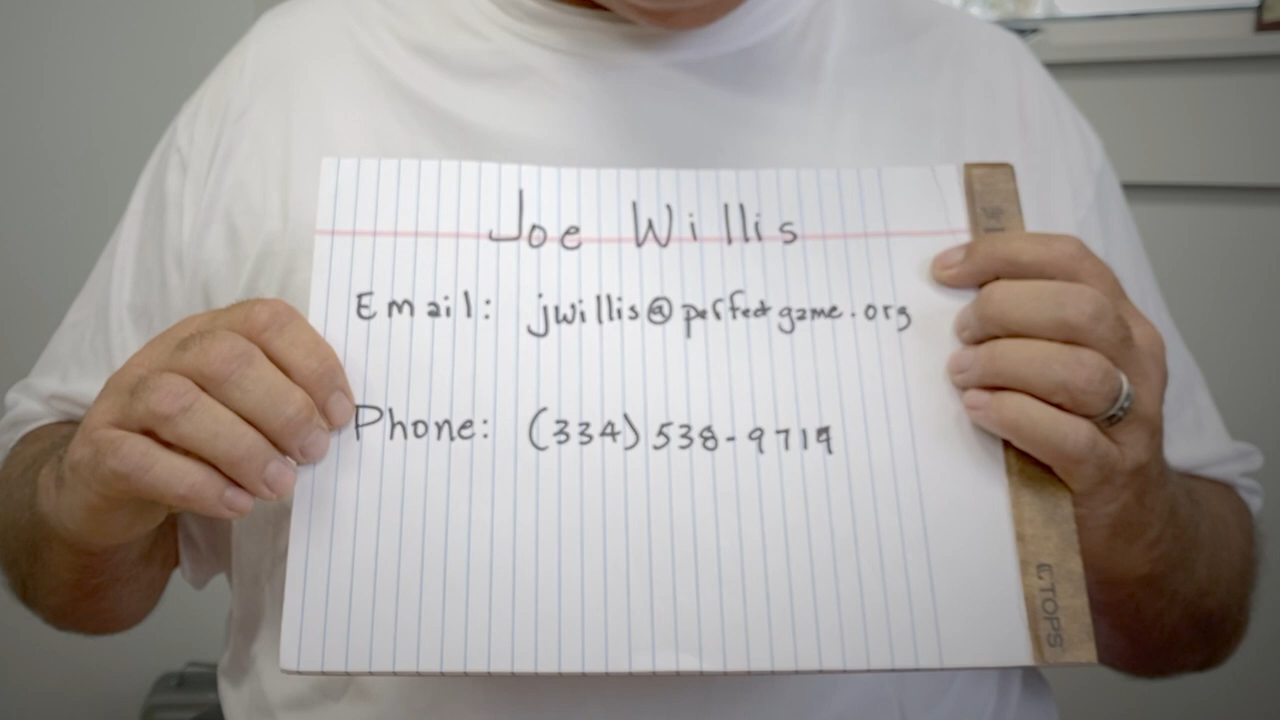 Joe Willis
Email: jwillis@perfectgame.org
Phone: (334) 538-9719
TOPS